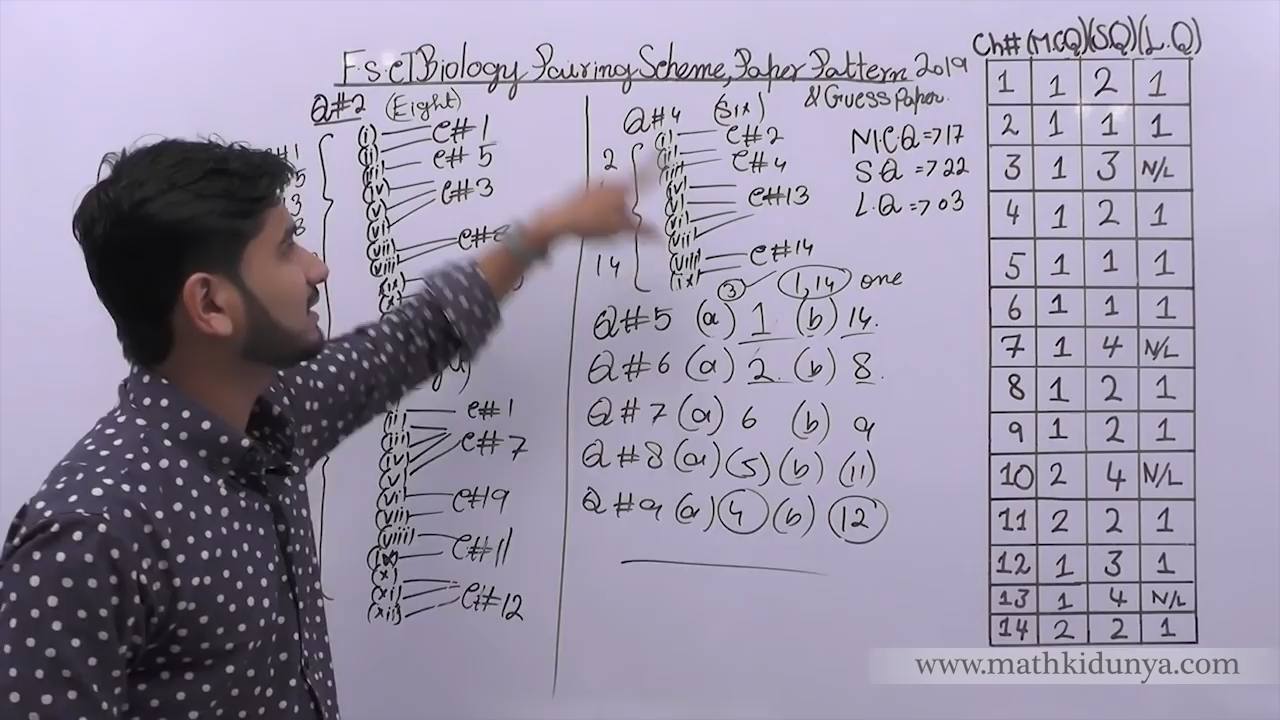 F.s.c I Biology Pairing Scheme, Paper Pattern 2019
& Guess Paper.
Q#2 (Eight)
(i) C#1
(ii) C#5
(iii)
(iv) C#3
(v)
(vi)
(vii)
(viii)
(ix)
(x)
(ii) C#1
(iii)
(iv) C#7
(v)
(vi) C#9
(vii)
(viii)
(ix) C#11
(x)
(xi) C#12
(xii)
Q#4 (Six)
(i) C#2
2
(ii)
(iii) C#4
(v) C#13
(vi)
(vii)
14
(viii) C#14
(ix)
3 1,14 one
Q#5 (a) 1 (b) 14.
Q#6 (a) 2. (b) 8.
Q#7 (a) 6 (b) 9
Q#8 (a) (5) (b) (11)
Q#9 (a) 4 (b) 12
M.C.Q => 17
S.Q => 22
L.Q => 03
Ch# (M.CQ) (S.Q) (L.Q)
1 1 2 1
2 1 1 1
3 1 3 N/L
4 1 2 1
5 1 1 1
6 1 1 1
7 1 4 N/L
8 1 2 1
9 1 2 1
10 2 4 N/L
11 2 2 1
12 1 3 1
13 1 4 N/L
14 2 2 1
www.mathkidunya.com